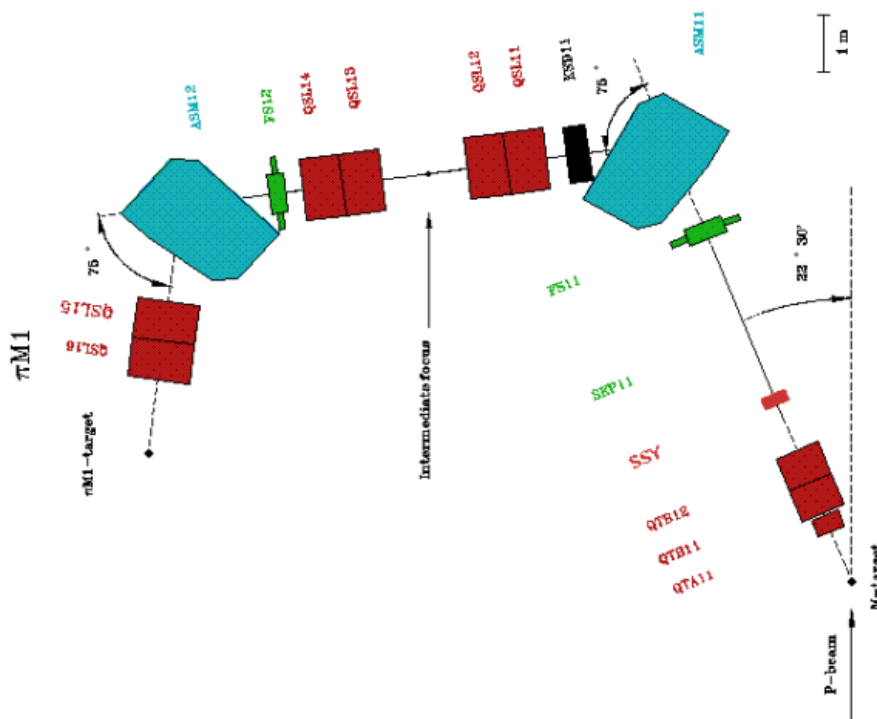 πM1
ASM12
FS12
QSL14
QSL13
QSL12
QSL11
KSD11
ASM11
1 m
75 °
75 °
QSL15
QSL16
πM1-target
Intermediate focus
FS11
SEP11
SSY
QTB12
QTB11
QTA11
22 ° 30'
P-beam
M-target